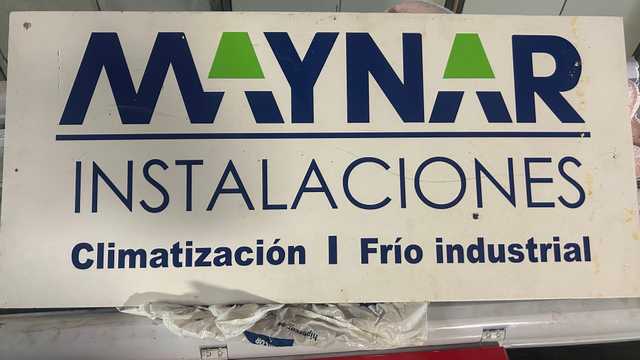 MAYNAR
INSTALACIONES
Climatización | Frío industrial